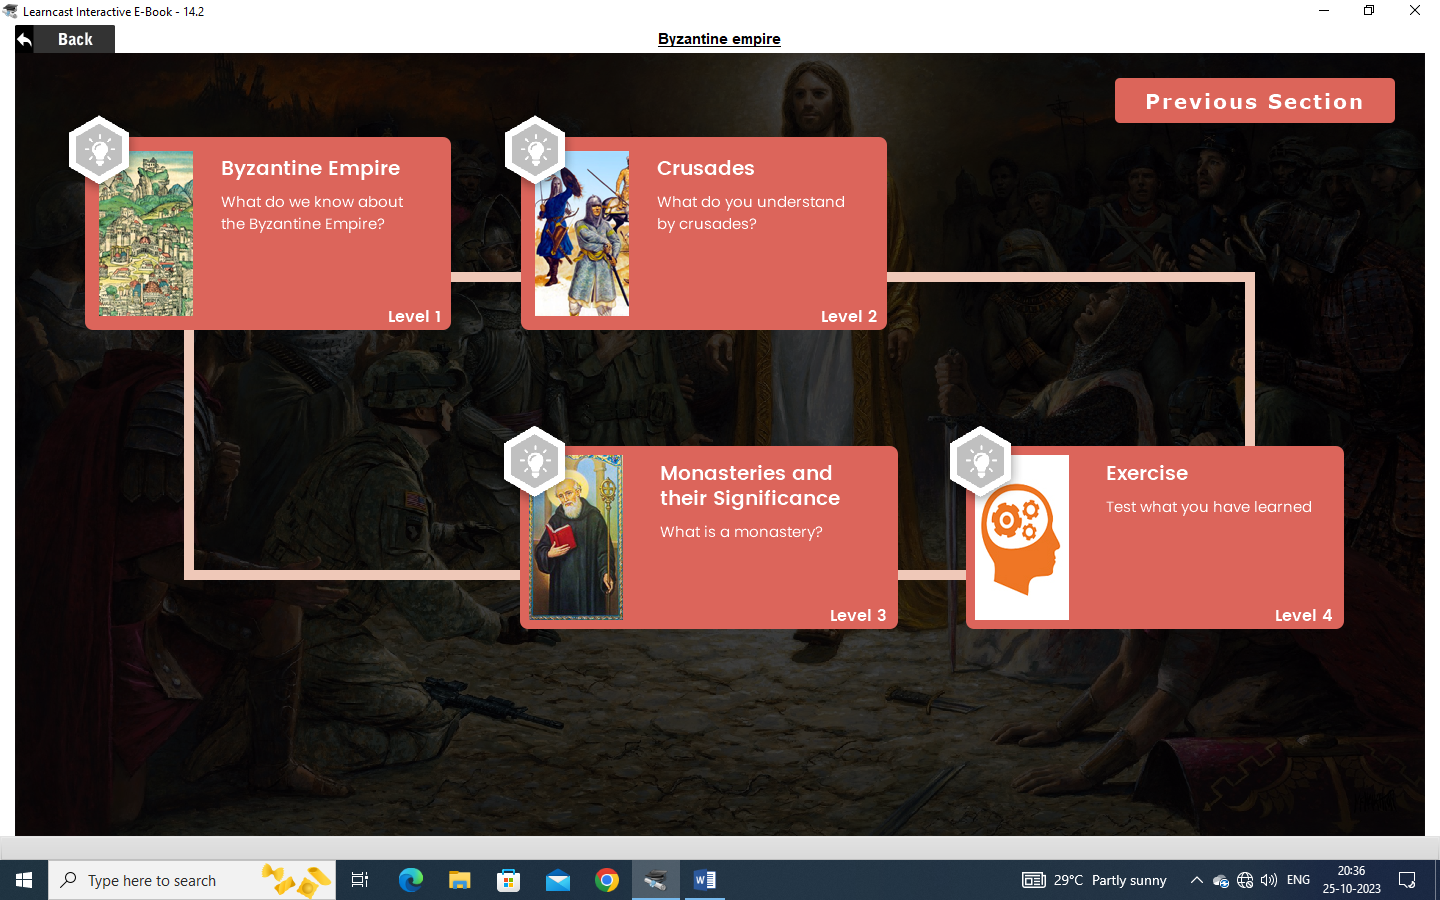 Learncast Interactive E-Book - 14.2
Back
Byzantine empire
Previous Section
Byzantine Empire
What do we know about
the Byzantine Empire?
Level 1
Crusades
What do you understand
by crusades?
Level 2
Monasteries and
their Significance
What is a monastery?
Level 3
Exercise
Test what you have learned
Level 4
Type here to search
29°C Partly sunny
ENG
20:36
25-10-2023